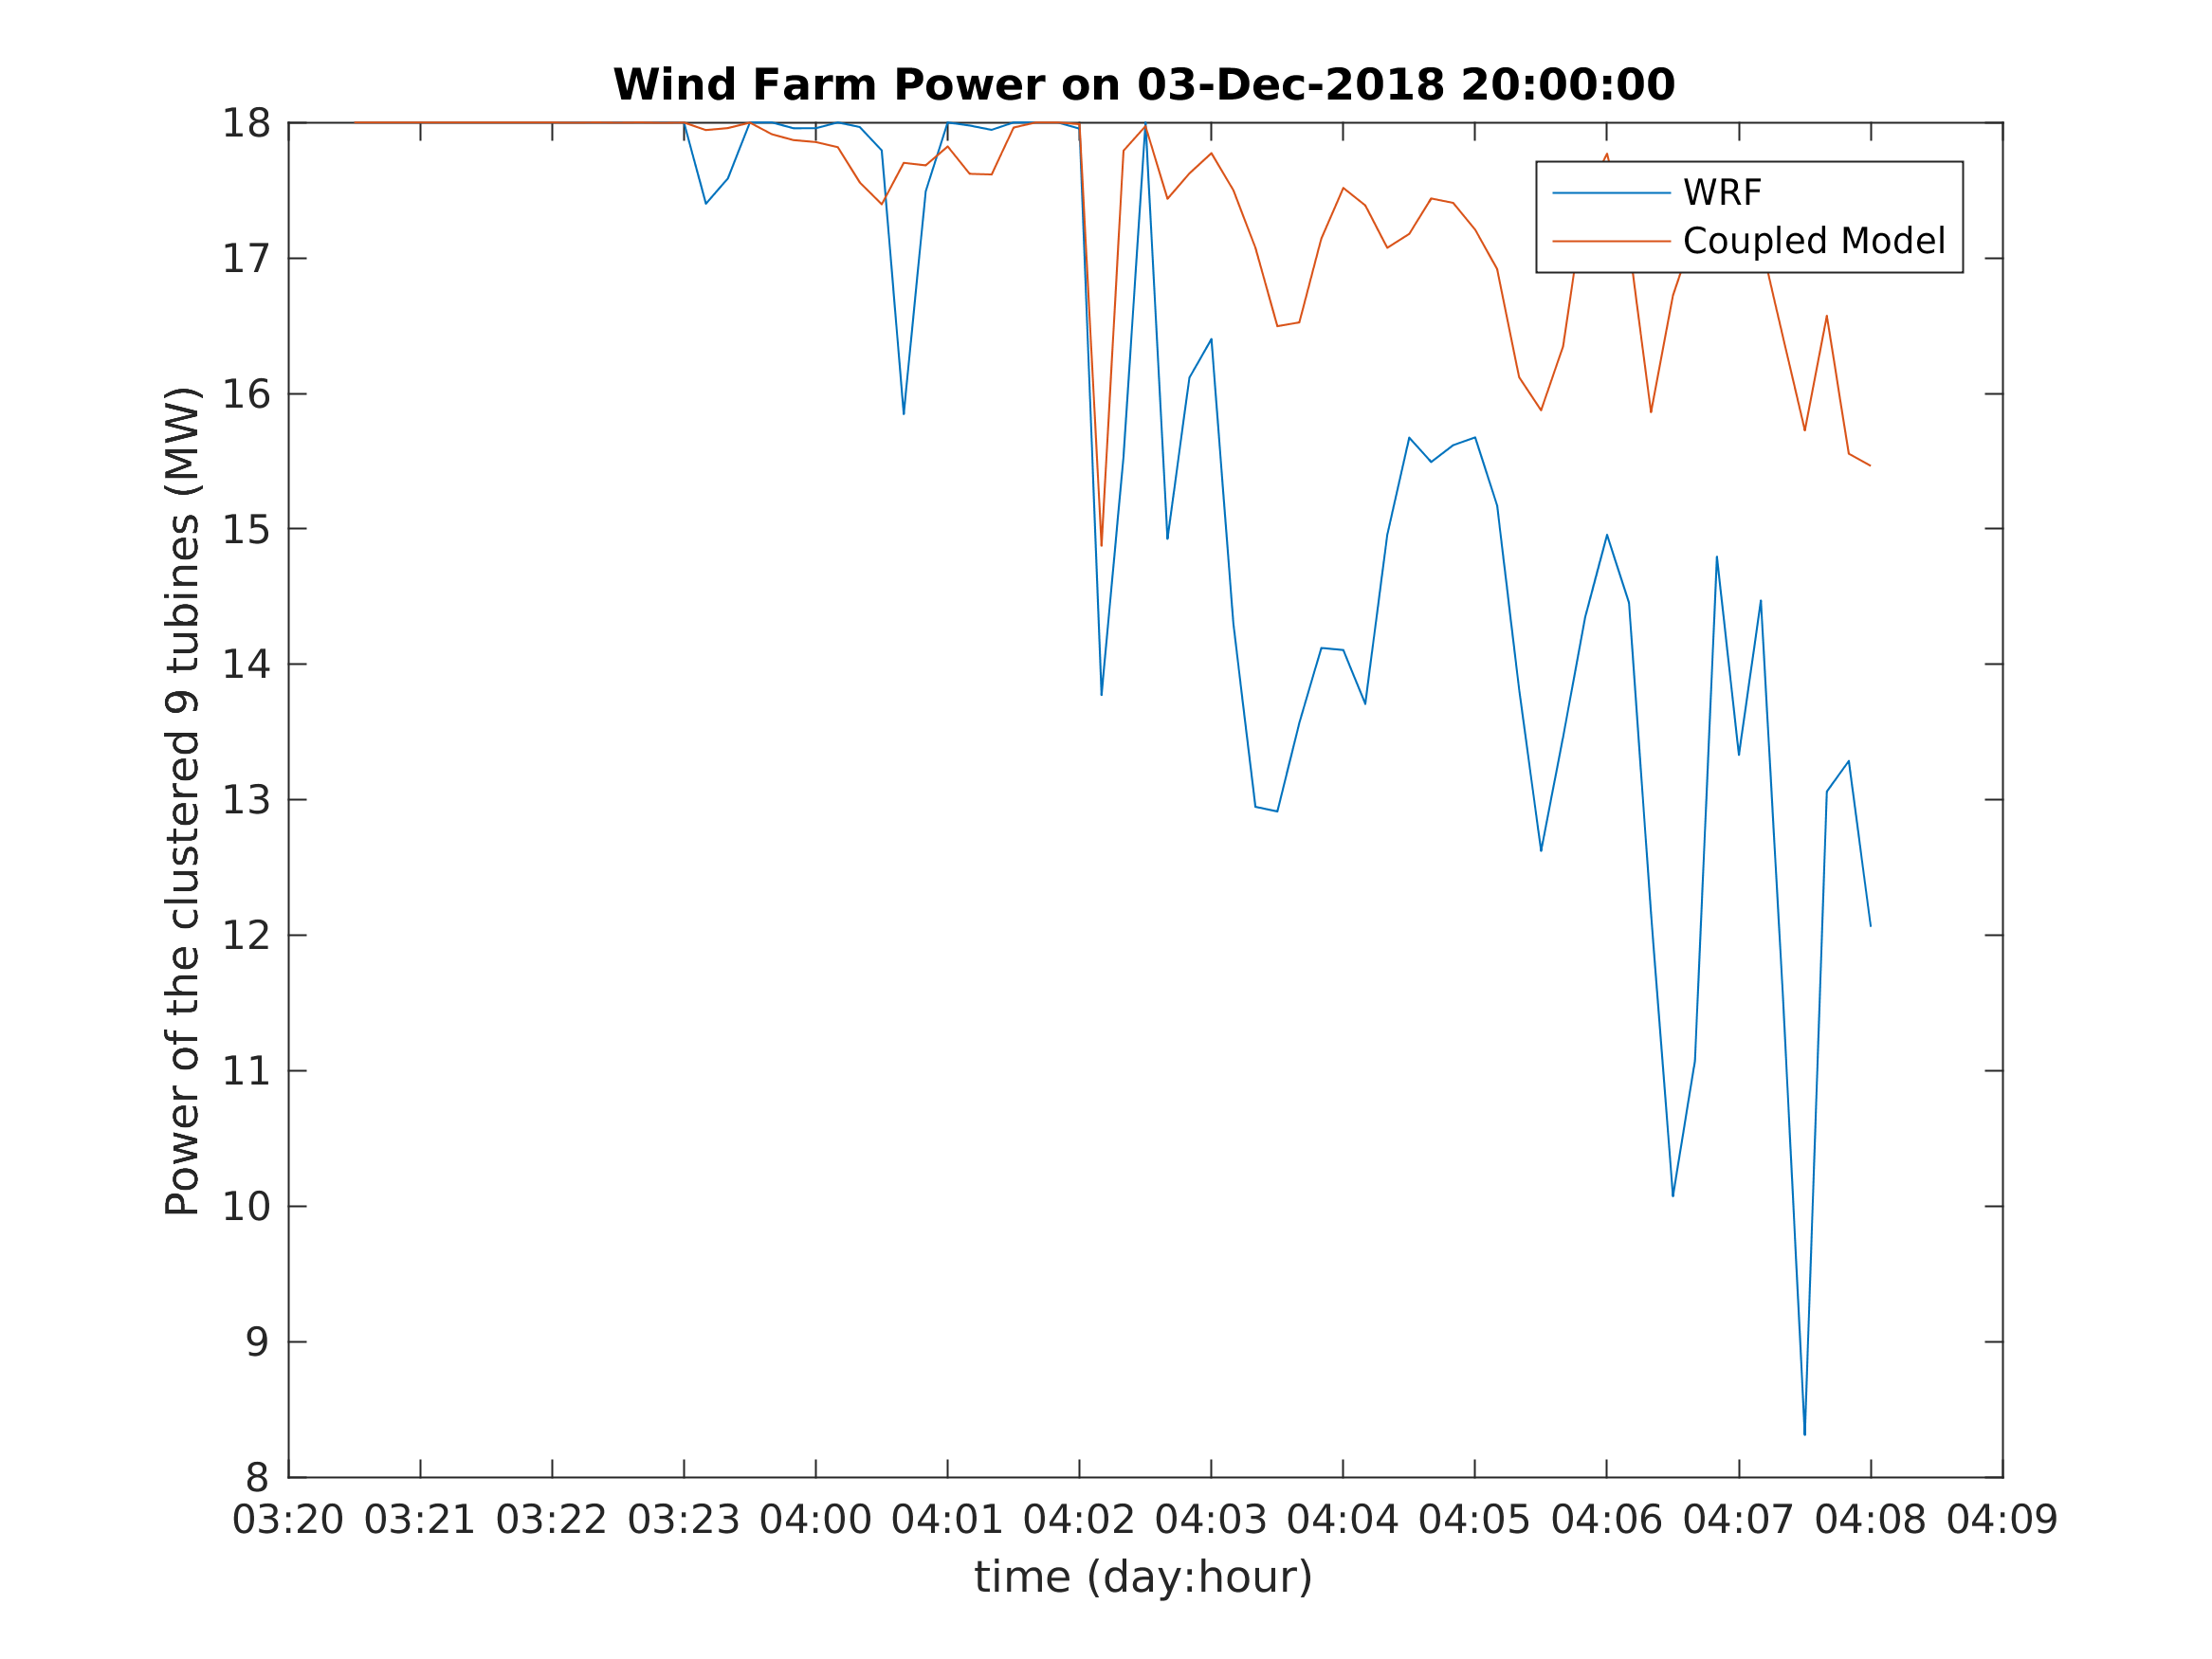 Wind Farm Power on 03-Dec-2018 20:00:00
18
17
16
15
14
13
12
11
10
9
8
Power of the clustered 9 tubines (MW)
WRF
Coupled Model
03:20 03:21 03:22 03:23 04:00 04:01 04:02 04:03 04:04 04:05 04:06 04:07 04:08 04:09
time (day:hour)